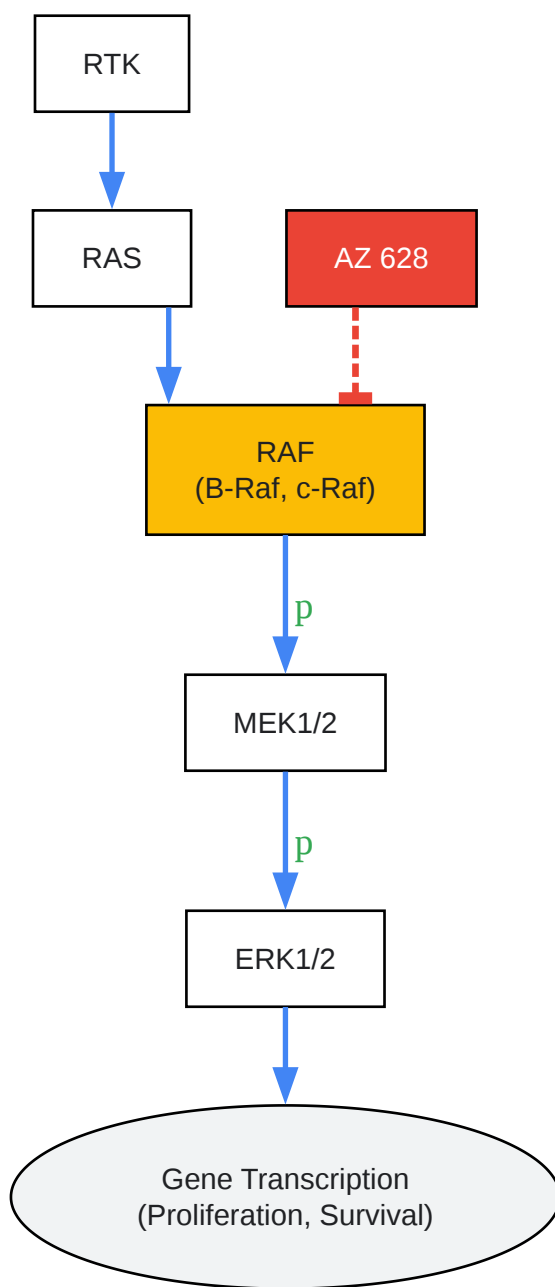 RTK
RAS
AZ 628
RAF
(B-Raf, c-Raf)
p
MEK1/2
p
ERK1/2
Gene Transcription
(Proliferation, Survival)